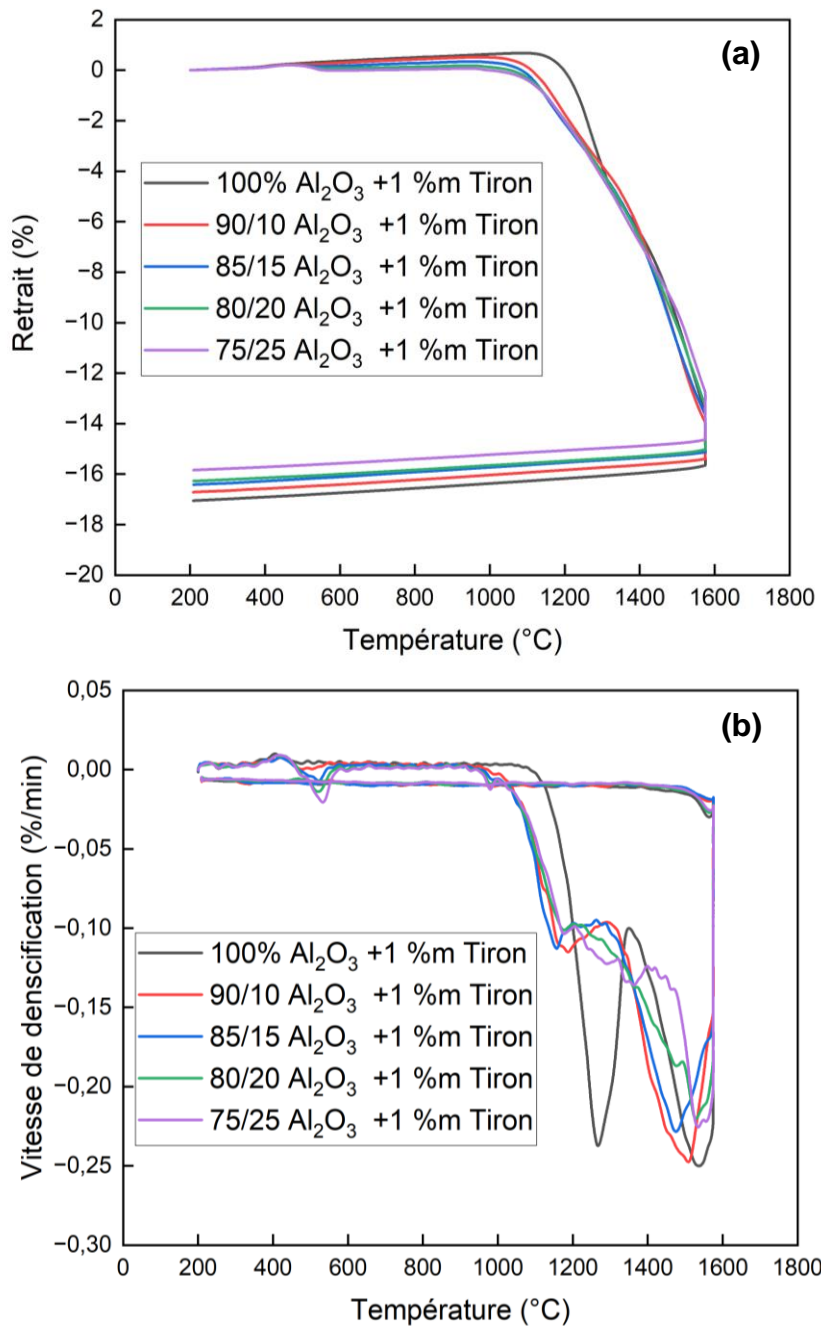 (a)
2
0
−2
−4
−6
−8
−10
−12
−14
−16
−18
−20
Retrait (%)
100% Al₂O₃ +1 %m Tiron
90/10 Al₂O₃ +1 %m Tiron
85/15 Al₂O₃ +1 %m Tiron
80/20 Al₂O₃ +1 %m Tiron
75/25 Al₂O₃ +1 %m Tiron
0 200 400 600 800 1000 1200 1400 1600 1800
Température (°C)
(b)
0,05
0,00
−0,05
−0,10
−0,15
−0,20
−0,25
−0,30
Vitesse de denscification (%/min)
100% Al₂O₃ +1 %m Tiron
90/10 Al₂O₃ +1 %m Tiron
85/15 Al₂O₃ +1 %m Tiron
80/20 Al₂O₃ +1 %m Tiron
75/25 Al₂O₃ +1 %m Tiron
0 200 400 600 800 1000 1200 1400 1600 1800
Température (°C)